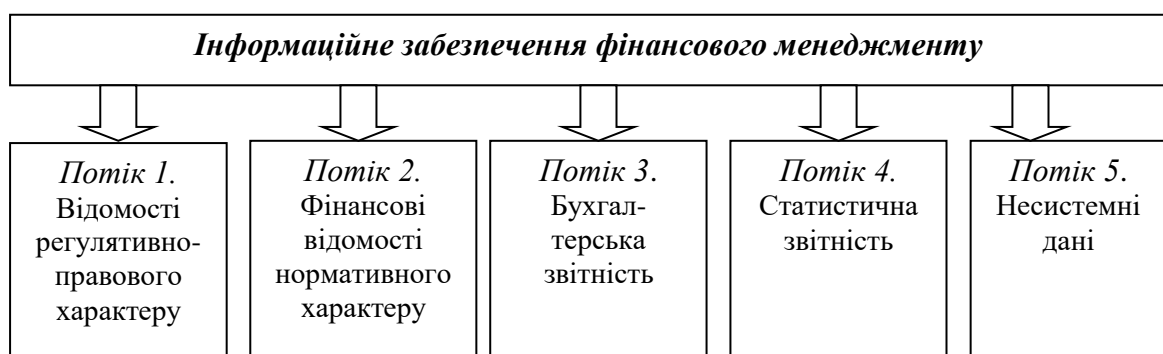 Інформаційне забезпечення фінансового менеджменту
Потік 1.
Відомості
регулятивно-
правового
характеру
Потік 2.
Фінансові
відомості
нормативного
характеру
Потік 3.
Бухгал-
терська
звітність
Потік 4.
Статистична
звітність
Потік 5.
Несистемні
дані